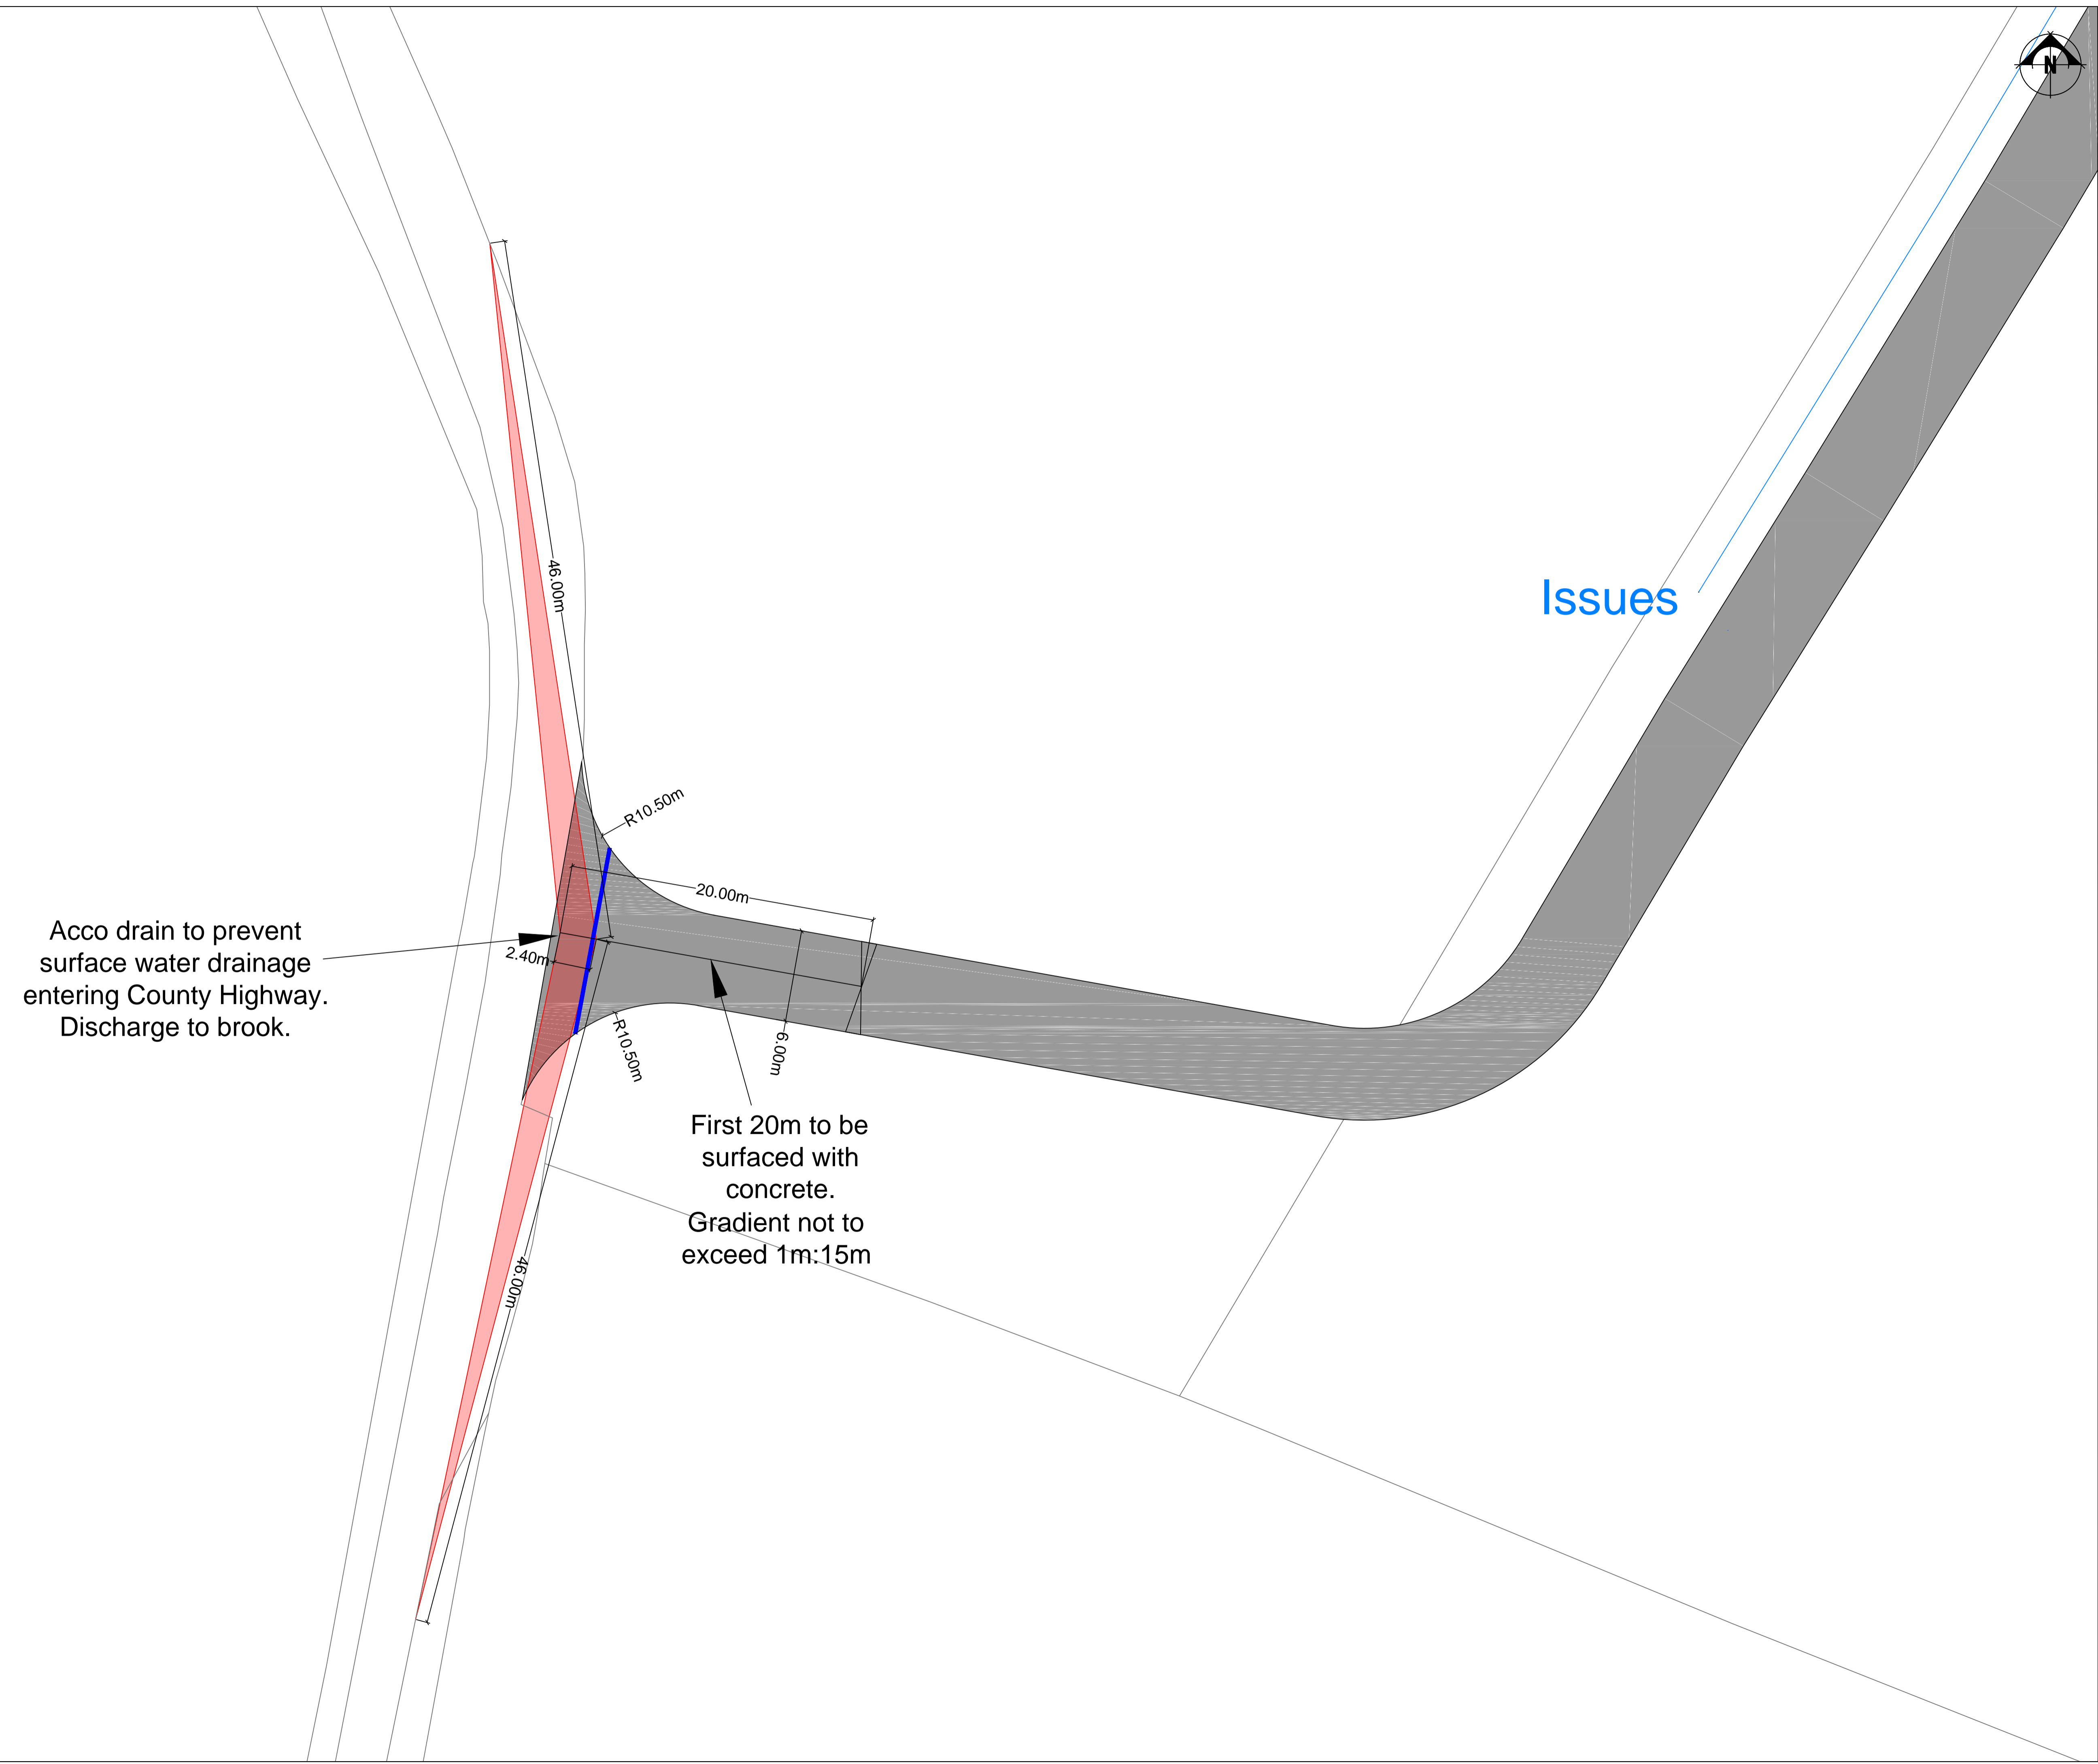 N
46.00m
Issues
R10.50m
20.00m
Acco drain to prevent
surface water drainage
entering County Highway.
Discharge to brook.
2.40m
R10.50m
6.00m
First 20m to be
surfaced with
concrete.
Gradient not to
exceed 1m:15m
46.00m